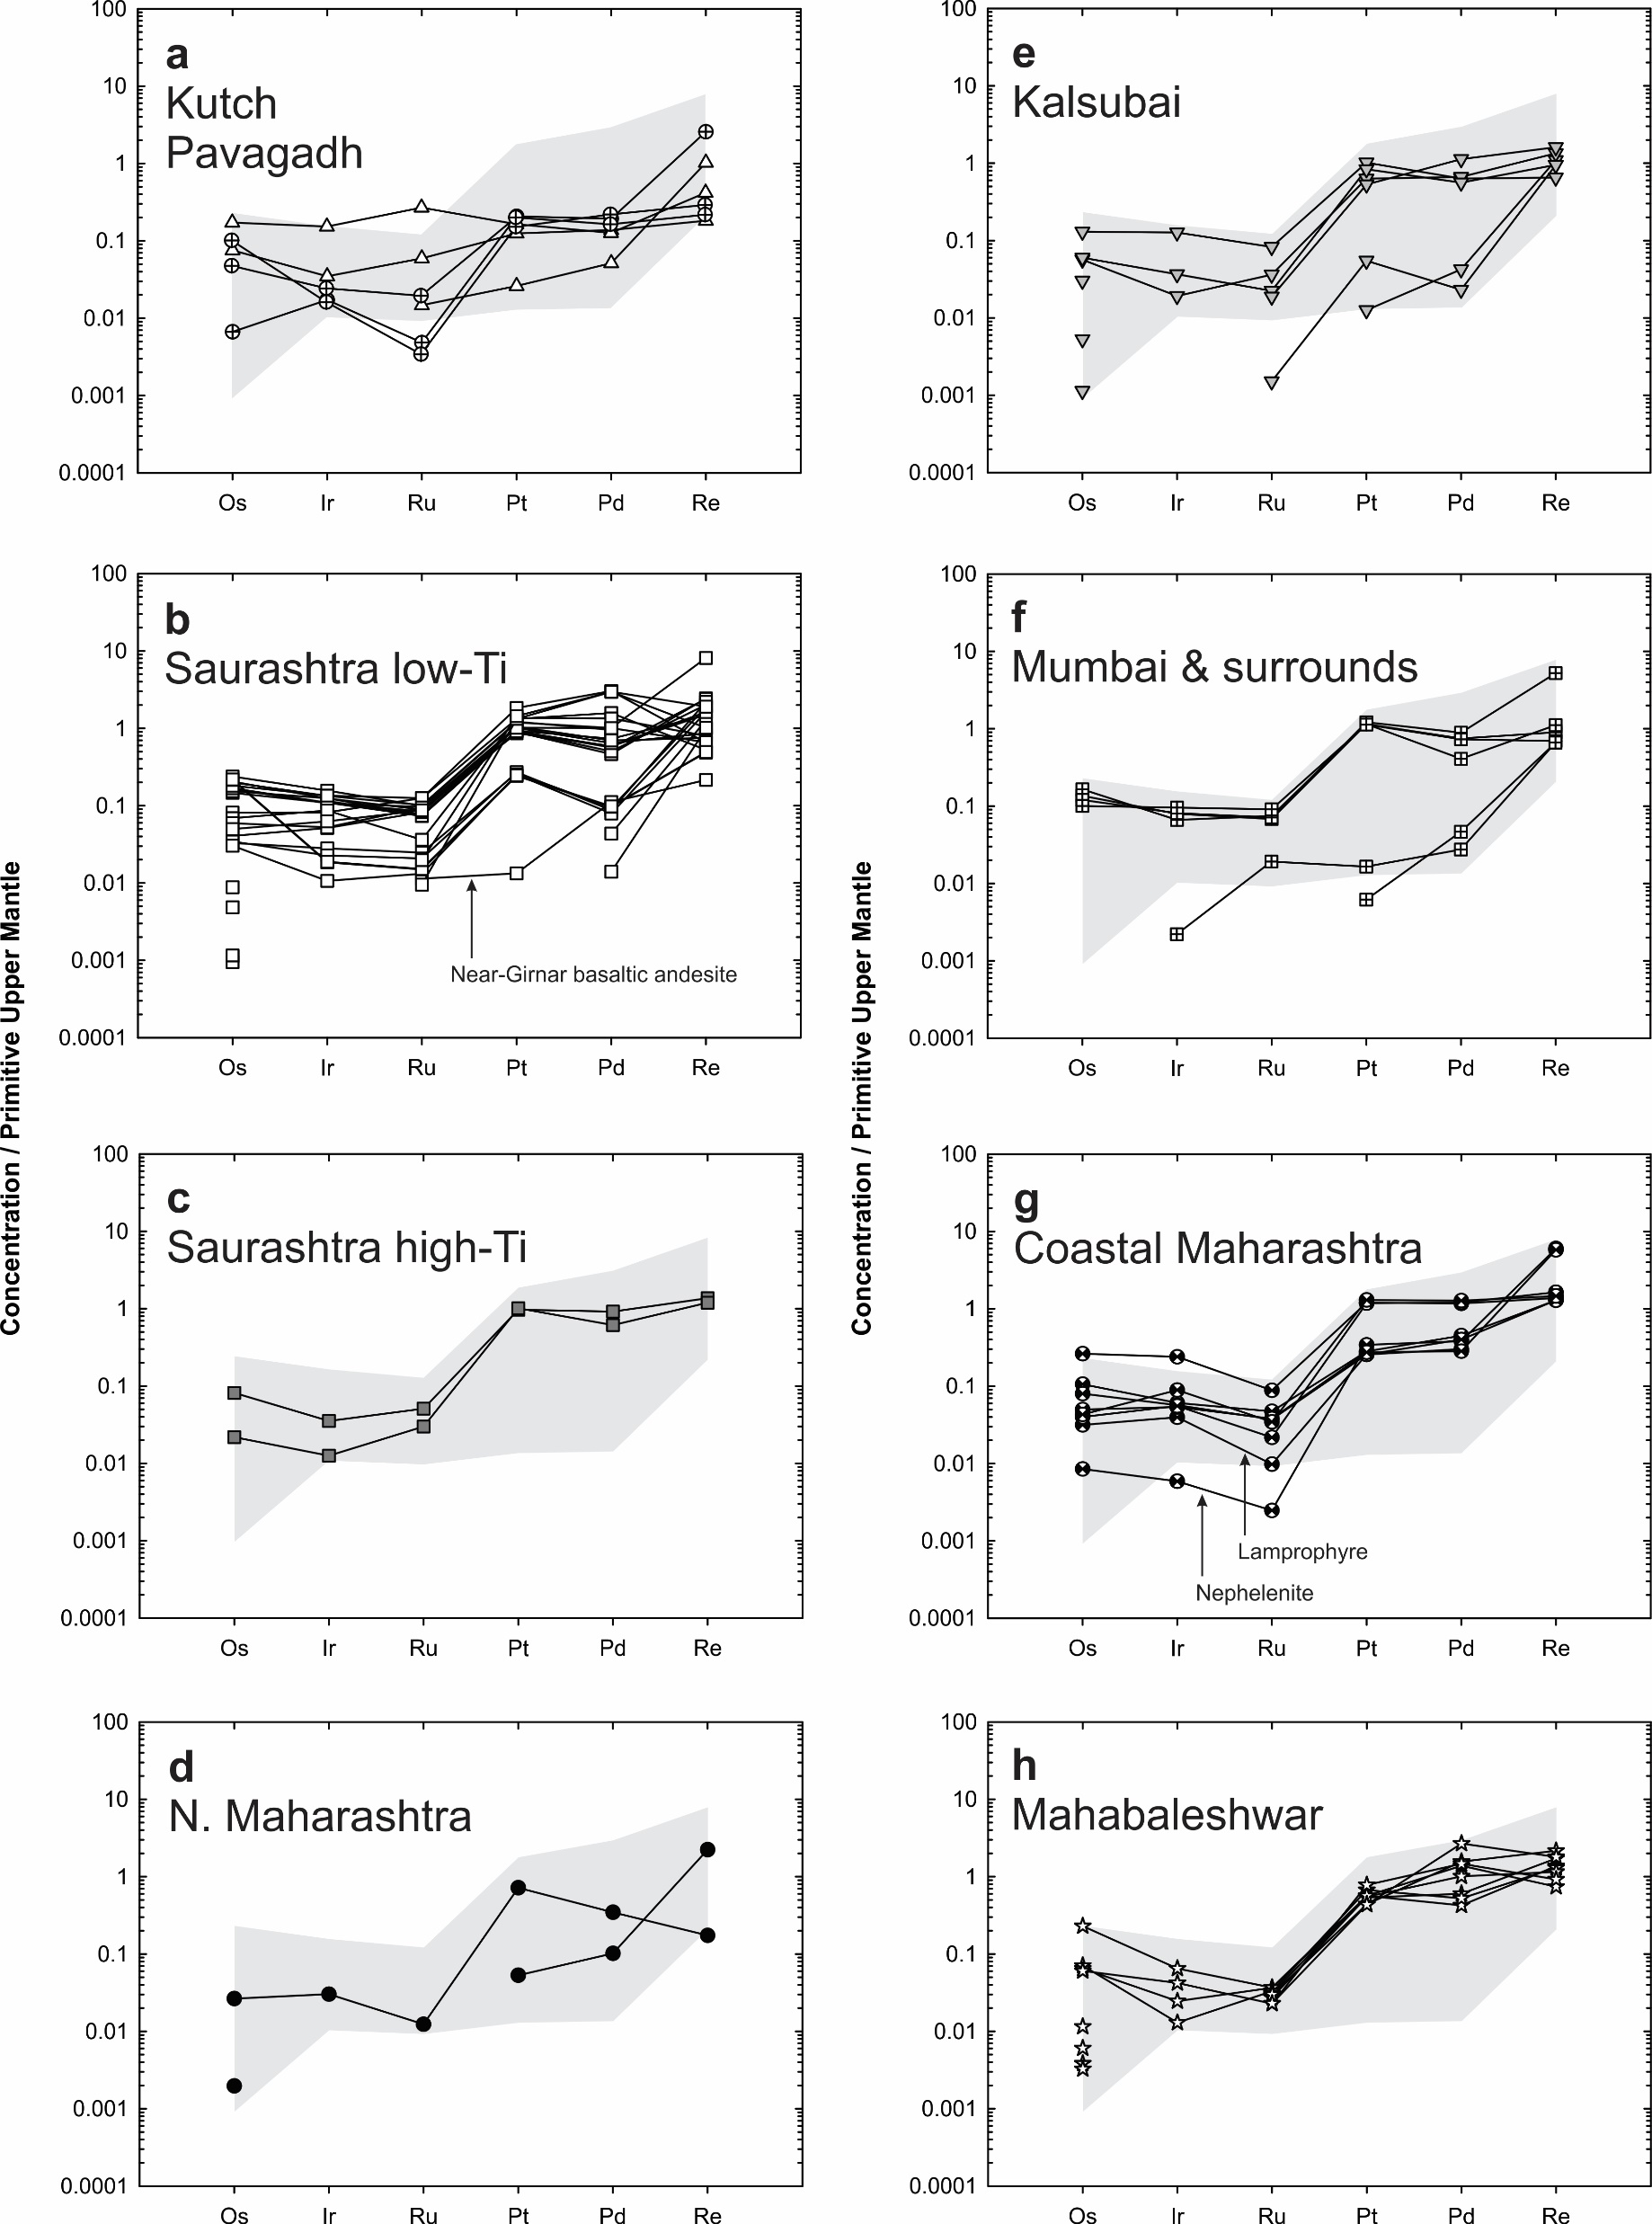 a
Kutch
Pavagadh
100
10
1
0.1
0.01
0.001
0.0001
Os Ir Ru Pt Pd Re
e
Kalsubai
100
10
1
0.1
0.01
0.001
0.0001
Os Ir Ru Pt Pd Re
b
Saurashtra low-Ti
100
10
1
0.1
0.01
0.001
0.0001
Near-Girnar basaltic andesite
Os Ir Ru Pt Pd Re
f
Mumbai & surrounds
100
10
1
0.1
0.01
0.001
0.0001
Os Ir Ru Pt Pd Re
Concentration / Primitive Upper Mantle
Concentration / Primitive Upper Mantle
c
Saurashtra high-Ti
100
10
1
0.1
0.01
0.001
0.0001
Os Ir Ru Pt Pd Re
g
Coastal Maharashtra
100
10
1
0.1
0.01
0.001
0.0001
Lamprophyre
Nephelenite
Os Ir Ru Pt Pd Re
d
N. Maharashtra
100
10
1
0.1
0.01
0.001
0.0001
Os Ir Ru Pt Pd Re
h
Mahabaleshwar
100
10
1
0.1
0.01
0.001
0.0001
Os Ir Ru Pt Pd Re